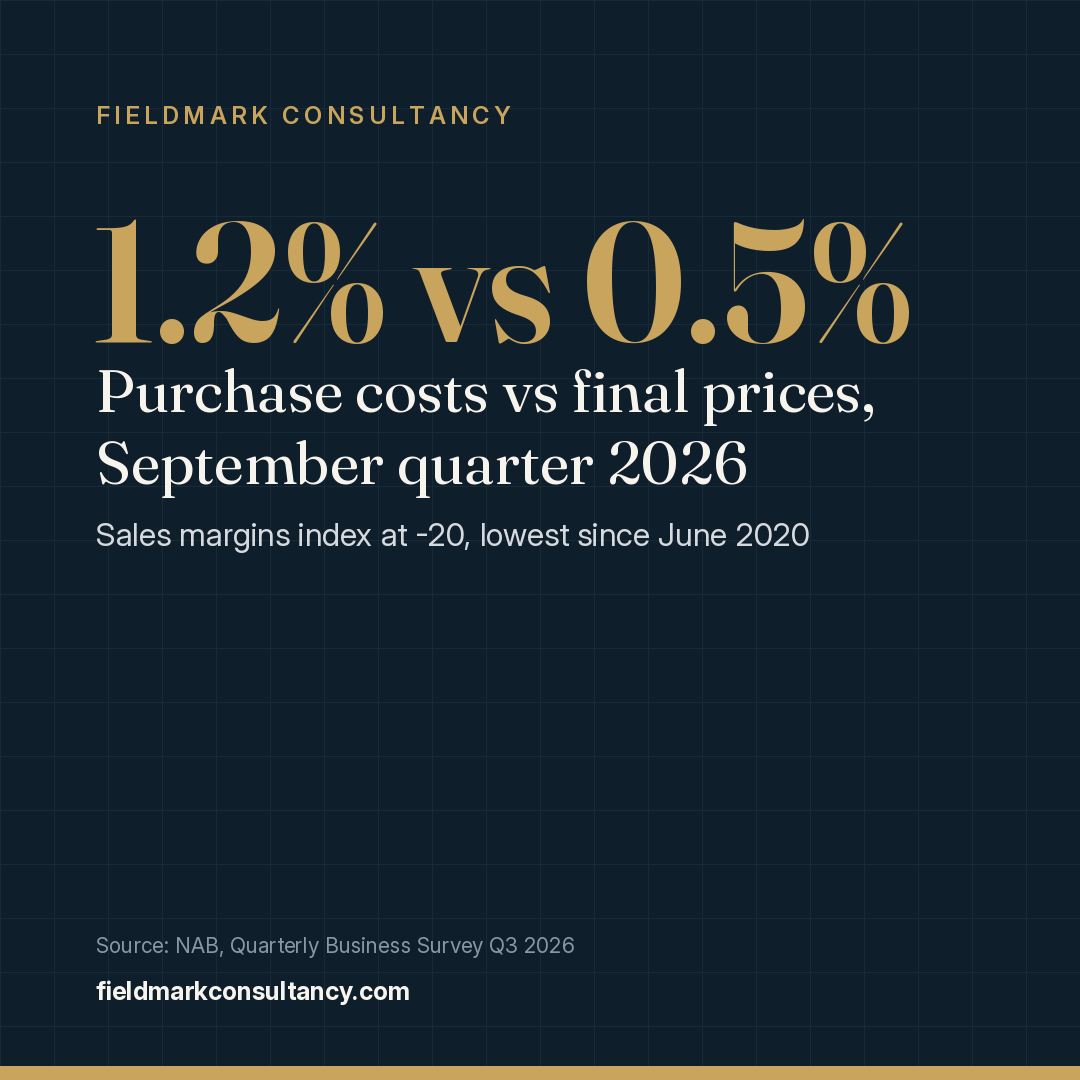 FIELDMARK CONSULTANCY
1.2% vs 0.5%
Purchase costs vs final prices,
September quarter 2026
Sales margins index at -20, lowest since June 2020
Source: NAB, Quarterly Business Survey Q3 2026
fieldmarkconsultancy.com